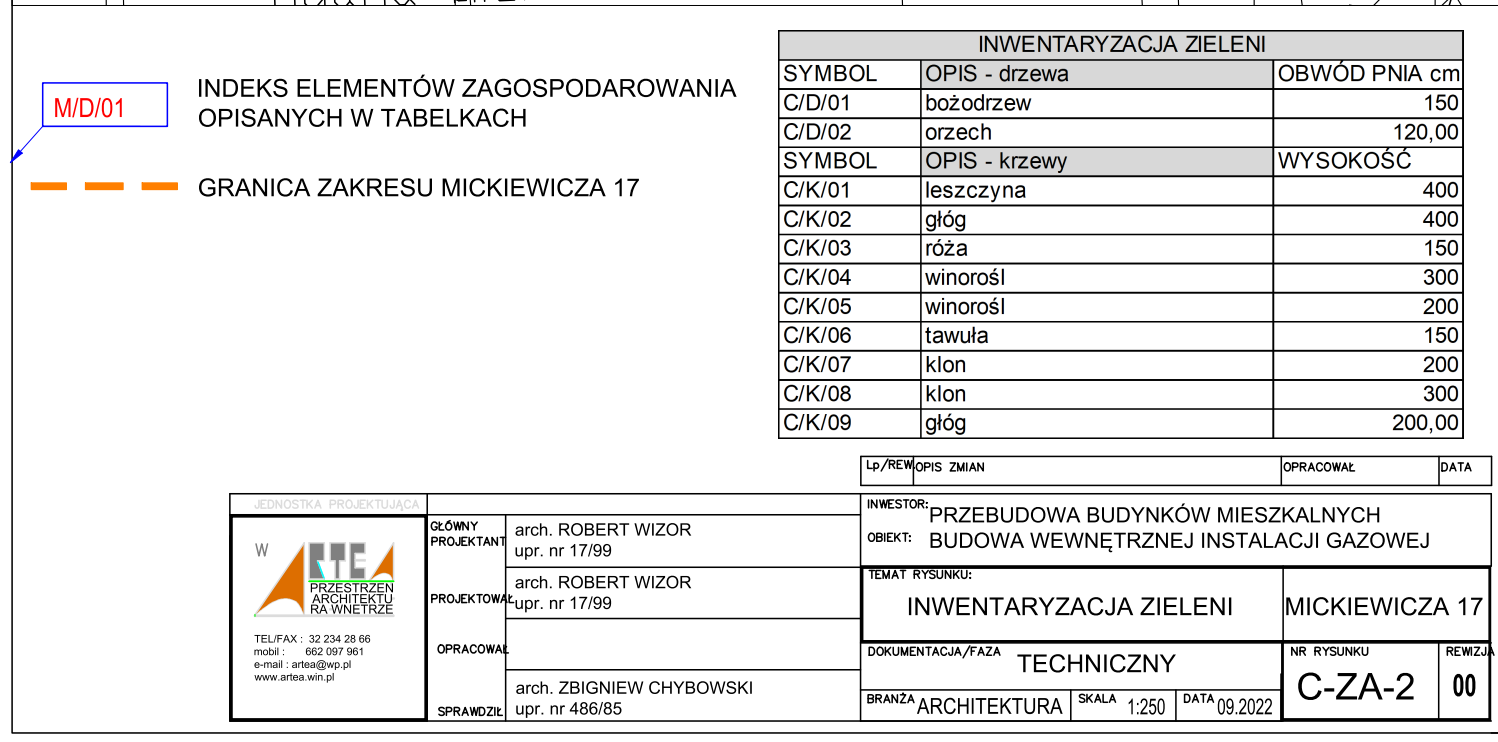 M/D/01
INDEKS ELEMENTÓW ZAGOSPODAROWANIA
OPISANYCH W TABELKACH
GRANICA ZAKRESU MICKIEWICZA 17
INWENTARYZACJA ZIELENI
SYMBOL OPIS - drzewa OBWÓD PNIA cm
C/D/01 bożodrzew 150
C/D/02 orzech 120,00
SYMBOL OPIS - krzewy WYSOKOŚĆ
C/K/01 leszczyna 400
C/K/02 głóg 400
C/K/03 róża 150
C/K/04 winorośl 300
C/K/05 winorośl 200
C/K/06 tawuła 150
C/K/07 klon 200
C/K/08 klon 300
C/K/09 głóg 200,00
Lp/REW. OPIS ZMIAN OPRACOWAŁ DATA
JEDNOSTKA PROJEKTUJĄCA
W ARTEA
PRZESTRZEN
ARCHITEKTU
RA WNETRZE
TEL/FAX : 32 234 28 66
mobil : 662 097 961
e-mail : artea@wp.pl
www.artea.win.pl
GŁÓWNY
PROJEKTANT
arch. ROBERT WIZOR
upr. nr 17/99
PROJEKTOWAŁ
arch. ROBERT WIZOR
upr. nr 17/99
OPRACOWAŁ
SPRAWDZIŁ
arch. ZBIGNIEW CHYBOWSKI
upr. nr 486/85
INWESTOR: PRZEBUDOWA BUDYNKÓW MIESZKALNYCH
OBIEKT: BUDOWA WEWNĘTRZNEJ INSTALACJI GAZOWEJ
TEMAT RYSUNKU:
INWENTARYZACJA ZIELENI MICKIEWICZA 17
DOKUMENTACJA/FAZA TECHNICZNY
NR RYSUNKU REWIZJA
C-ZA-2 00
BRANŻA ARCHITEKTURA SKALA 1:250 DATA 09.2022